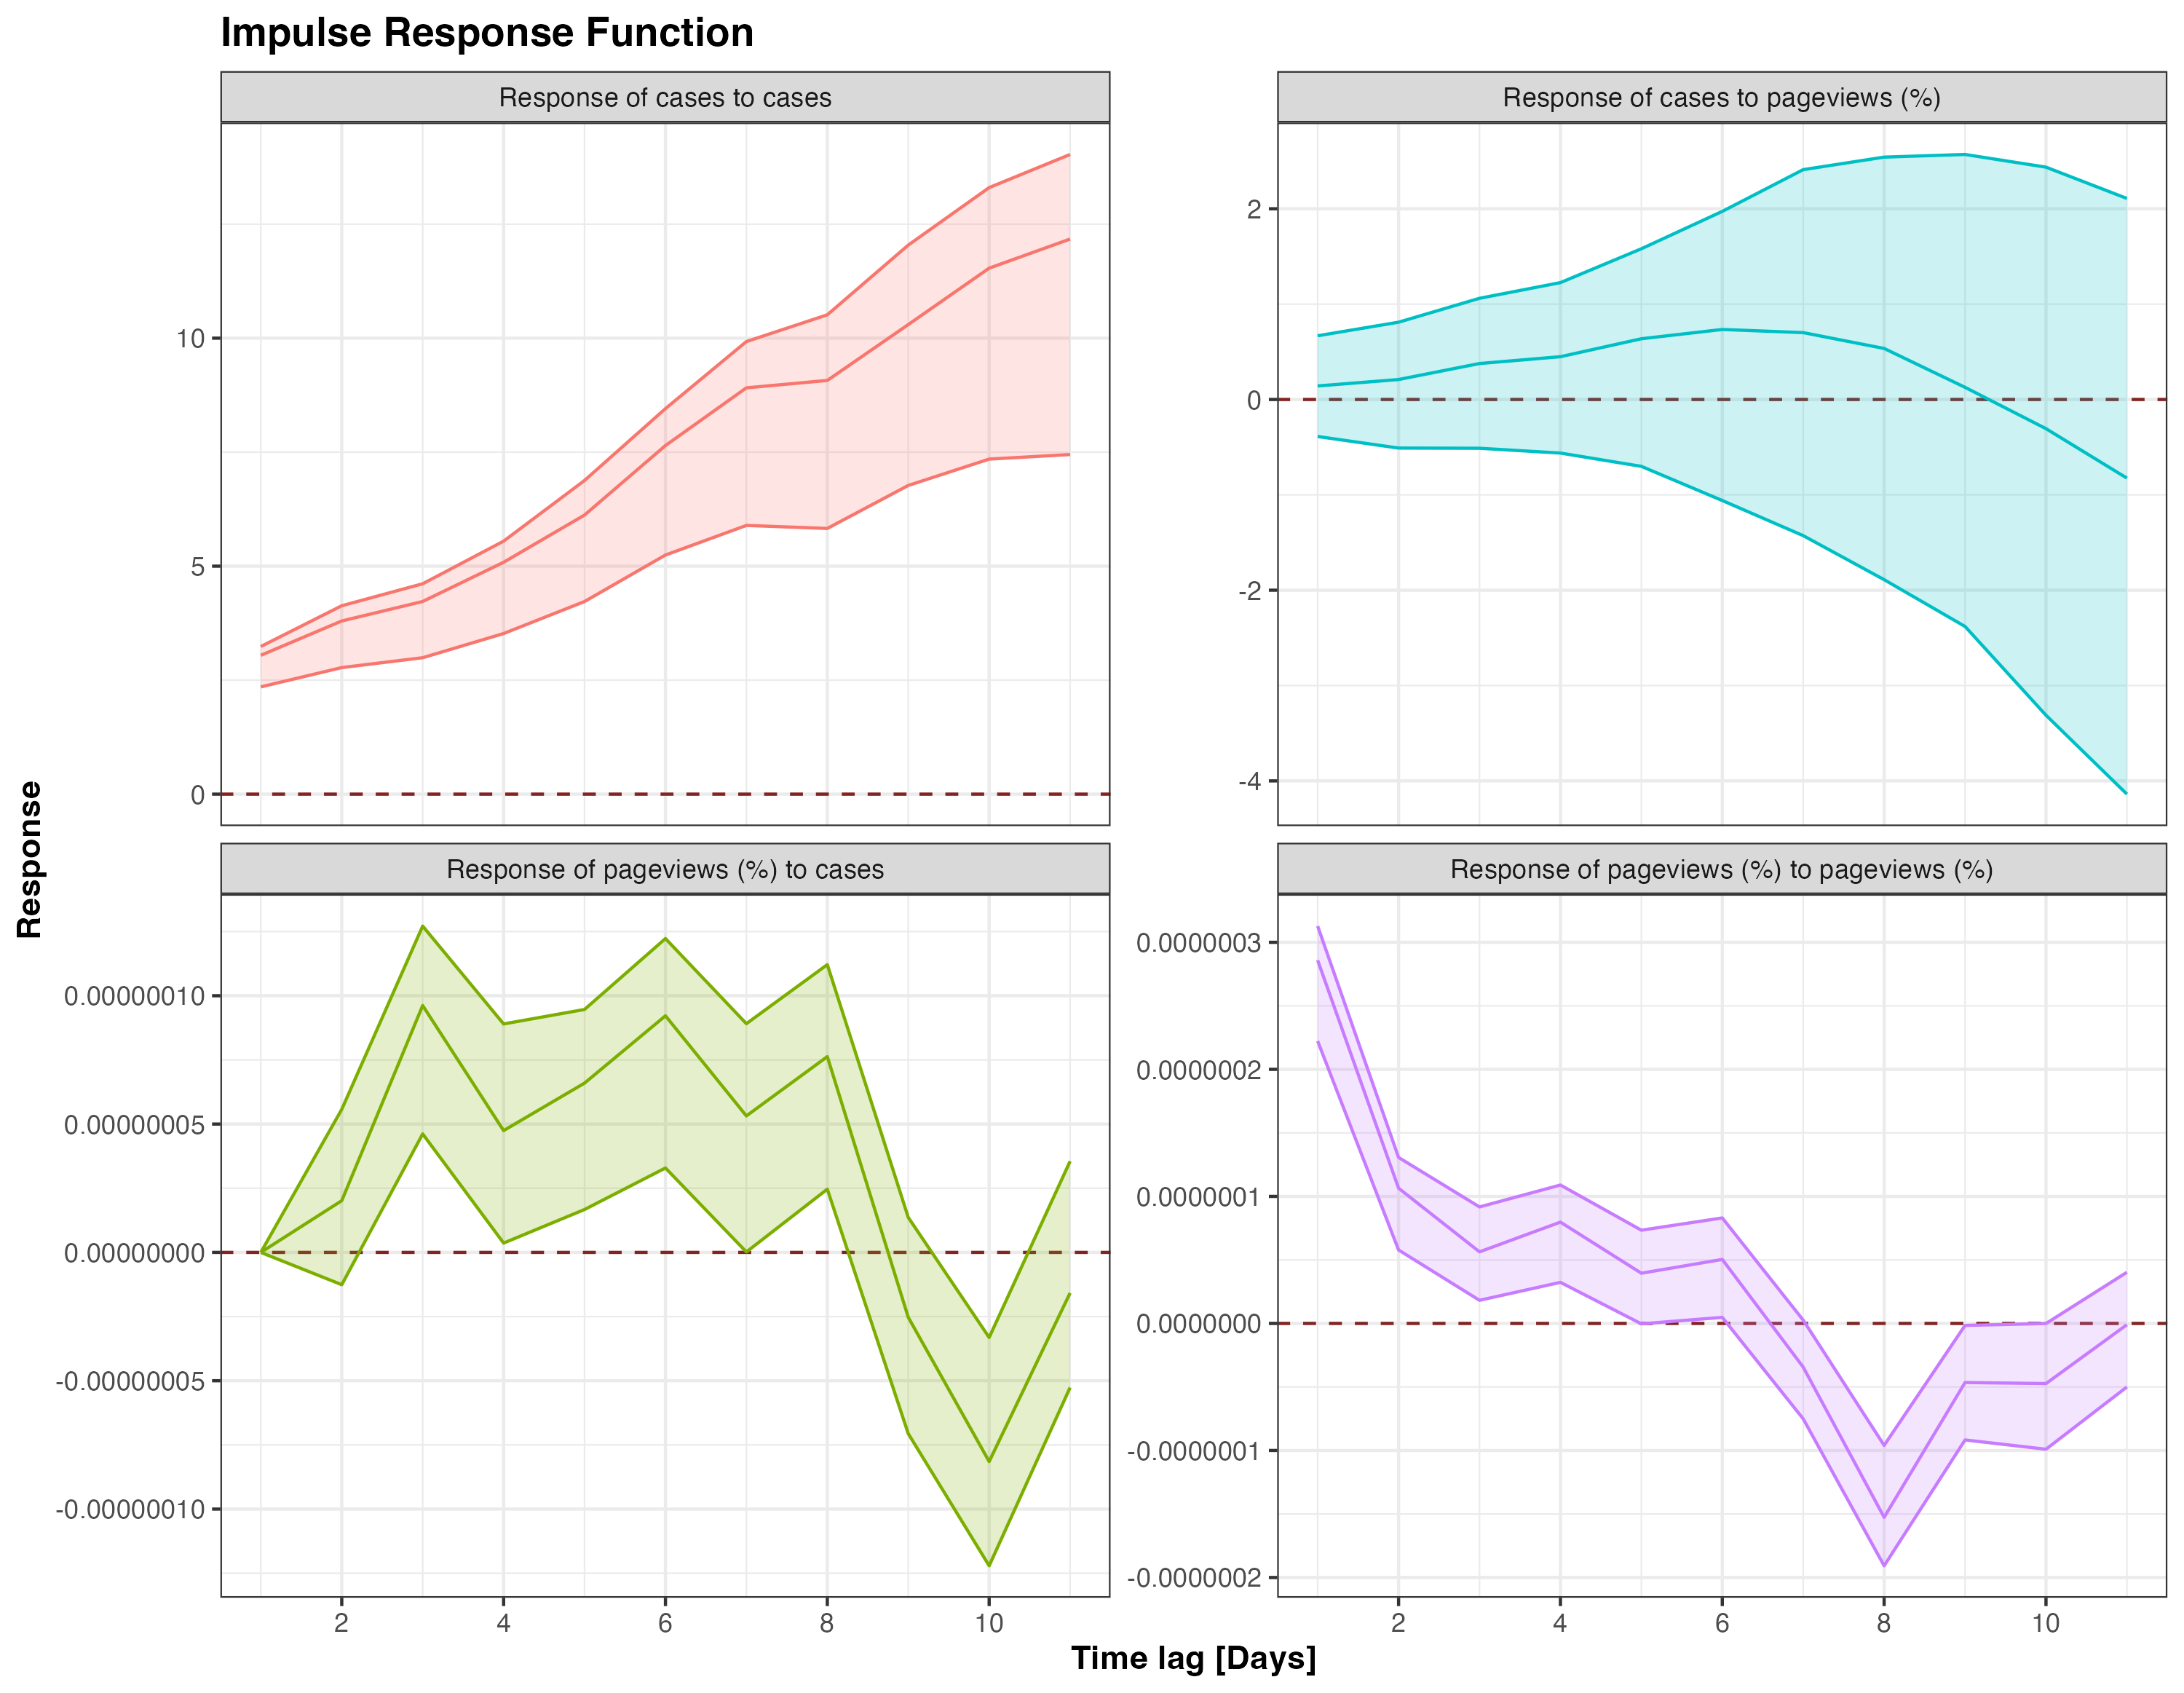 Impulse Response Function
Response of cases to cases
10
5
0
Response of cases to pageviews (%)
2
0
-2
-4
Response
Response of pageviews (%) to cases
0.00000010
0.00000005
0.00000000
-0.00000005
-0.00000010
2 4 6 8 10
Response of pageviews (%) to pageviews (%)
0.0000003
0.0000002
0.0000001
0.0000000
-0.0000001
-0.0000002
2 4 6 8 10
Time lag [Days]